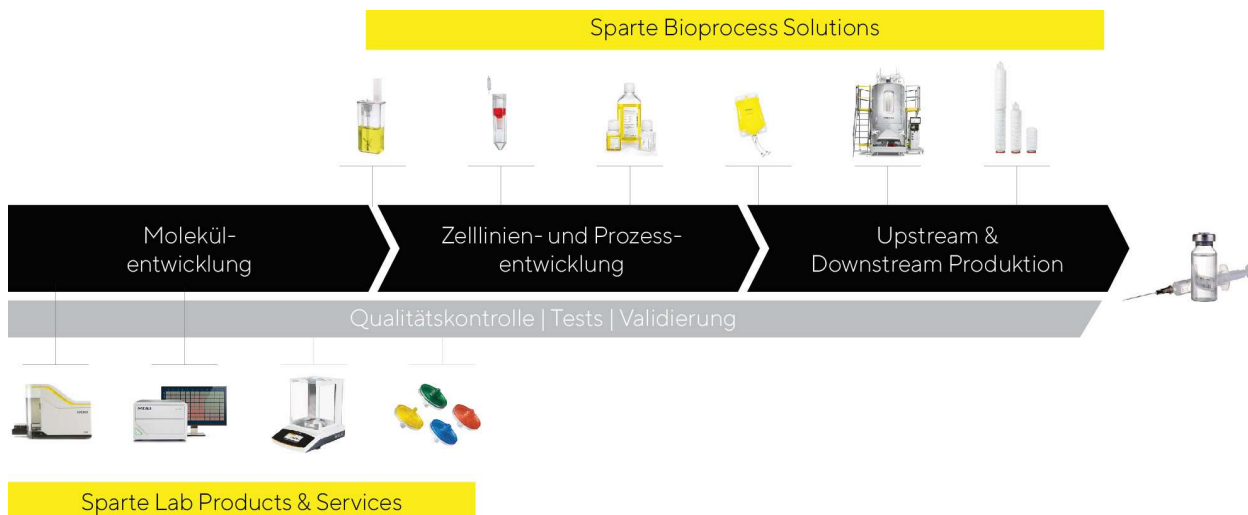 Sparte Bioprocess Solutions
Molekül-
entwicklung
Zelllinien- und Prozess-
entwicklung
Upstream &
Downstream Produktion
Qualitätskontrolle | Tests | Validierung
Sparte Lab Products & Services